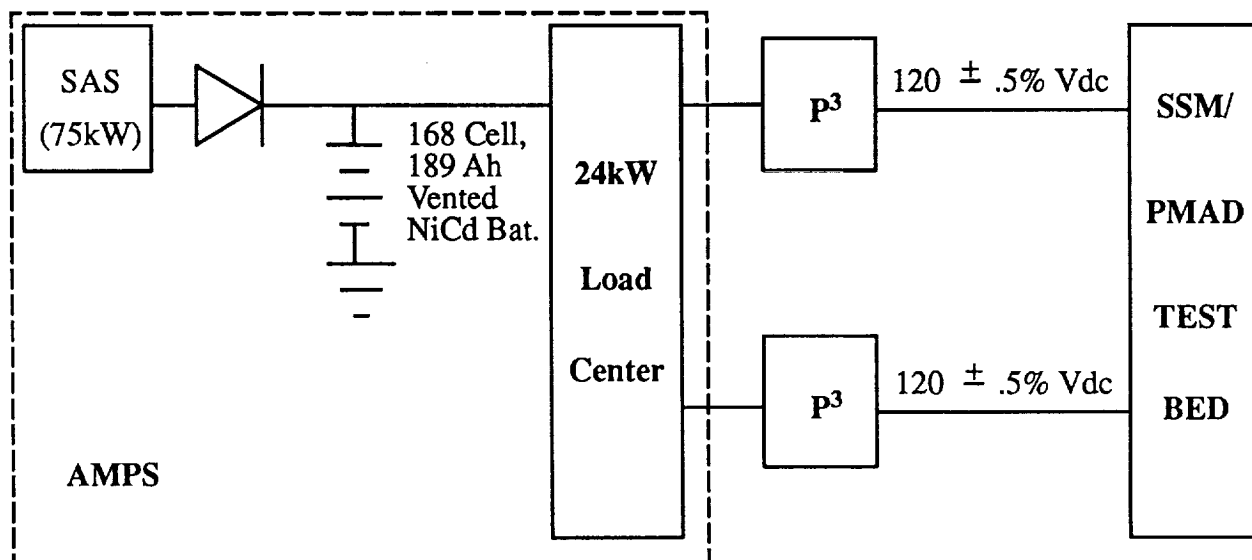 SAS
(75kW)
168 Cell,
189 Ah
Vented
NiCd Bat.
24kW
Load
Center
P³
120 ± .5% Vdc
P³
120 ± .5% Vdc
SSM/
PMAD
TEST
BED
AMPS